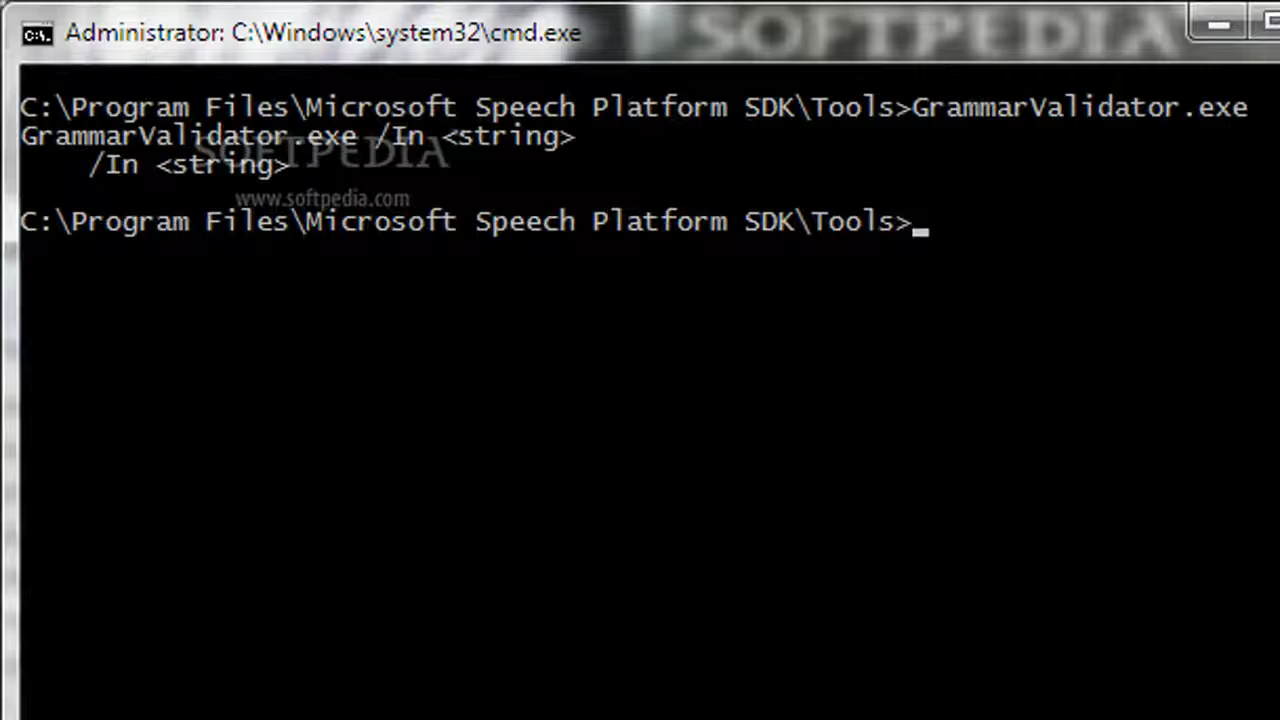 Administrator: C:\Windows\system32\cmd.exe
SOFTPEDIA
C:\Program Files\Microsoft Speech Platform SDK\Tools>GrammarValidator.exe
GrammarValidator.exe /In <string>
/In <string>
SOFTPEDIA
www.softpedia.com
C:\Program Files\Microsoft Speech Platform SDK\Tools>